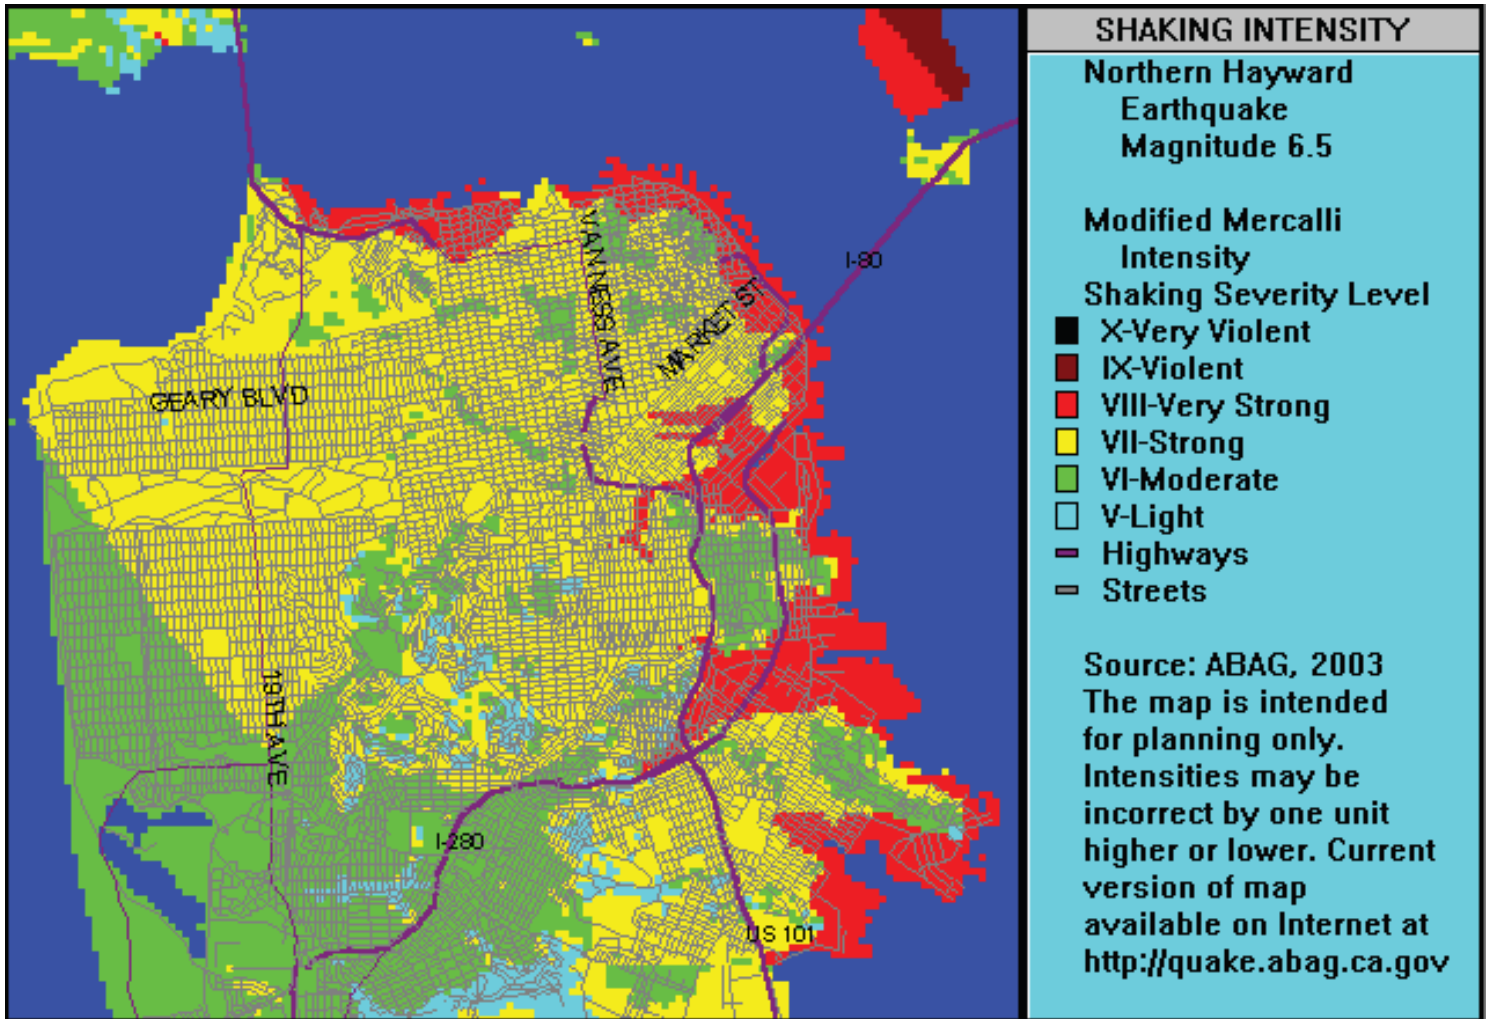 SHAKING INTENSITY
Northern Hayward
Earthquake
Magnitude 6.5
Modified Mercalli
Intensity
Shaking Severity Level
X-Very Violent
IX-Violent
VIII-Very Strong
VII-Strong
VI-Moderate
V-Light
Highways
Streets
Source: ABAG, 2003
The map is intended
for planning only.
Intensities may be
incorrect by one unit
higher or lower. Current
version of map
available on Internet at
http://quake.abag.ca.gov
I-80
VAN NESS AVE
MARKET ST
GEARY BLVD
19TH AVE
I-280
US 101